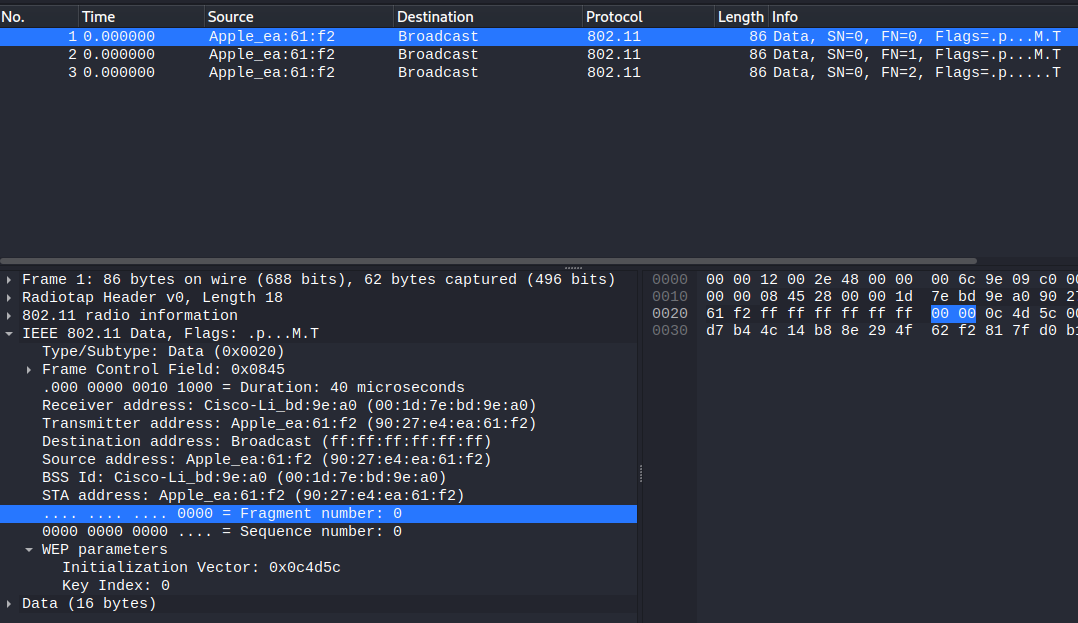 No. Time Source Destination Protocol Length Info
1 0.000000 Apple_ea:61:f2 Broadcast 802.11 86 Data, SN=0, FN=0, Flags=.p...M.T
2 0.000000 Apple_ea:61:f2 Broadcast 802.11 86 Data, SN=0, FN=1, Flags=.p...M.T
3 0.000000 Apple_ea:61:f2 Broadcast 802.11 86 Data, SN=0, FN=2, Flags=.p.....T
Frame 1: 86 bytes on wire (688 bits), 62 bytes captured (496 bits)
Radiotap Header v0, Length 18
802.11 radio information
IEEE 802.11 Data, Flags: .p...M.T
Type/Subtype: Data (0x0020)
Frame Control Field: 0x0845
.000 0000 0010 1000 = Duration: 40 microseconds
Receiver address: Cisco-Li_bd:9e:a0 (00:1d:7e:bd:9e:a0)
Transmitter address: Apple_ea:61:f2 (90:27:e4:ea:61:f2)
Destination address: Broadcast (ff:ff:ff:ff:ff:ff)
Source address: Apple_ea:61:f2 (90:27:e4:ea:61:f2)
BSS Id: Cisco-Li_bd:9e:a0 (00:1d:7e:bd:9e:a0)
STA address: Apple_ea:61:f2 (90:27:e4:ea:61:f2)
.... .... .... 0000 = Fragment number: 0
0000 0000 0000 .... = Sequence number: 0
WEP parameters
Initialization Vector: 0x0c4d5c
Key Index: 0
Data (16 bytes)
0000 00 00 12 00 2e 48 00 00 00 6c 9e 09 c0 00
0010 00 00 08 45 28 00 00 1d 7e bd 9e a0 90 27
0020 61 f2 ff ff ff ff ff ff 00 00 0c 4d 5c 00
0030 d7 b4 4c 14 b8 8e 29 4f 62 f2 81 7f d0